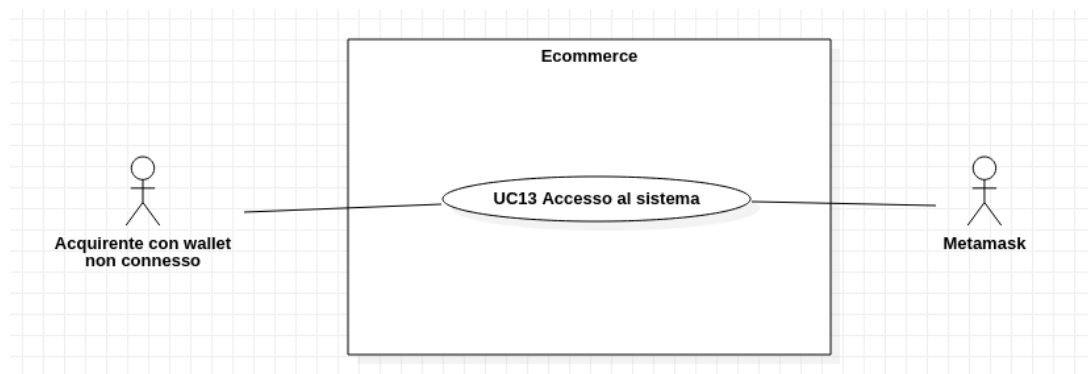 Ecommerce
UC13 Accesso al sistema
Acquirente con wallet
non connesso
Metamask